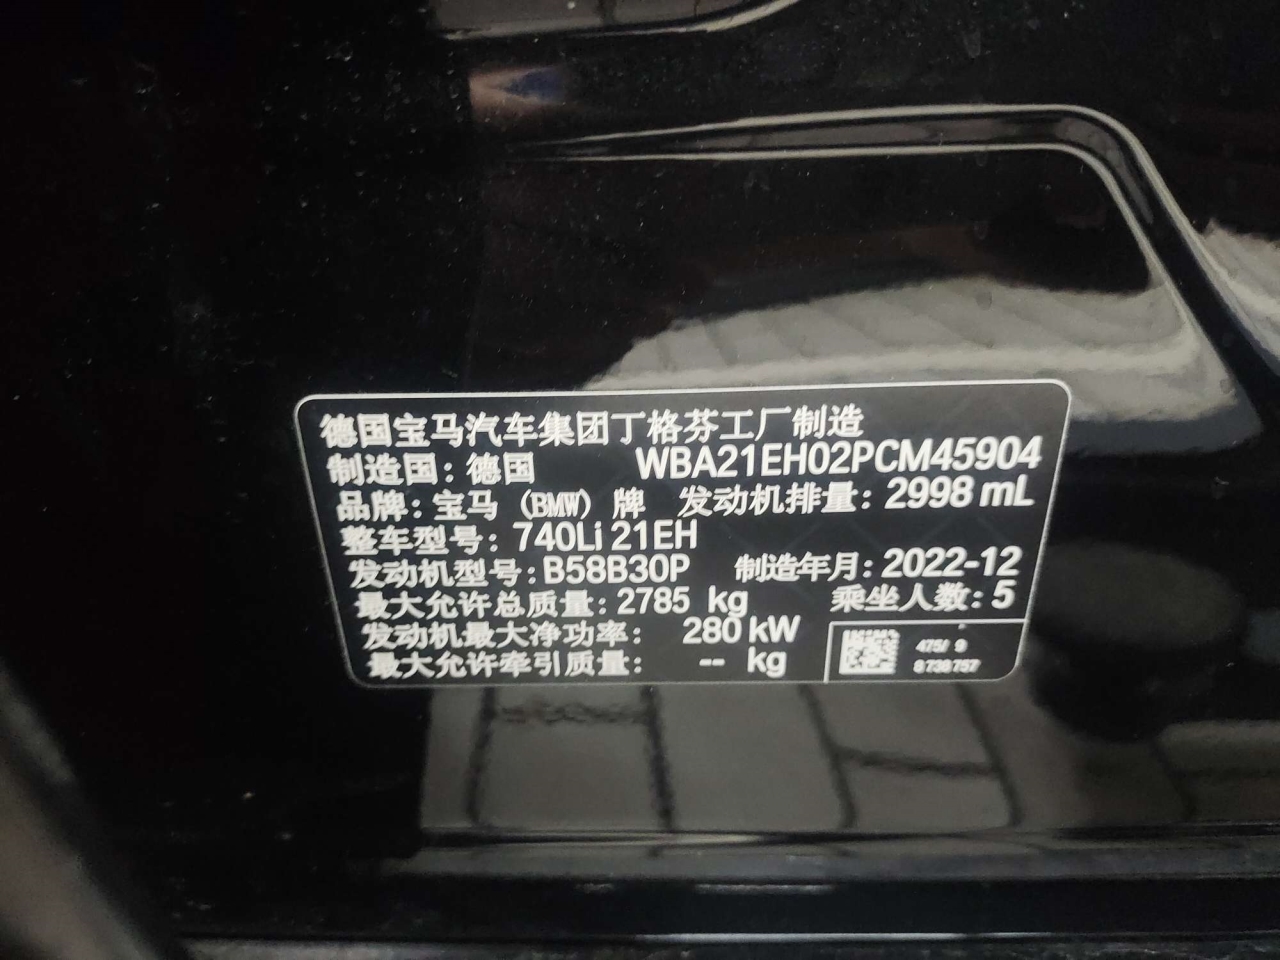 德国宝马汽车集团丁格芬工厂制造
制造国：德国 WBA21EH02PCM45904
品牌：宝马（BMW）牌 发动机排量：2998 mL
整车型号：740Li 21EH
发动机型号：B58B30P 制造年月：2022-12
最大允许总质量：2785 kg 乘坐人数：5
发动机最大净功率： 280 kW
最大允许牵引质量： -- kg
9
8738757